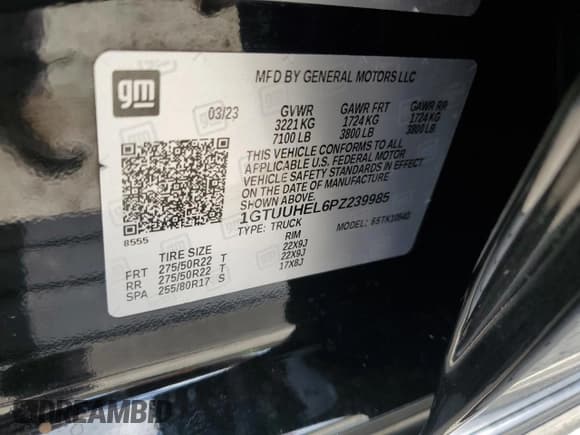 gm
MFD BY GENERAL MOTORS LLC
03/23 GVWR GAWR FRT GAWR RR
3221 KG 1724 KG 1724 KG
7100 LB 3800 LB 3800 LB
THIS VEHICLE CONFORMS TO ALL
APPLICABLE U.S. FEDERAL MOTOR
VEHICLE SAFETY STANDARDS IN EFFECT
ON THE DATE OF MANUFACTURE
SHOWN ABOVE.
1GTUUHEL6PZ239985
TYPE: TRUCK
8555
TIRE SIZE RIM
FRT 275/50R22 T 22X9J
RR 275/50R22 T 22X9J
SPA 255/80R17 S 17X8J
DREAMBID